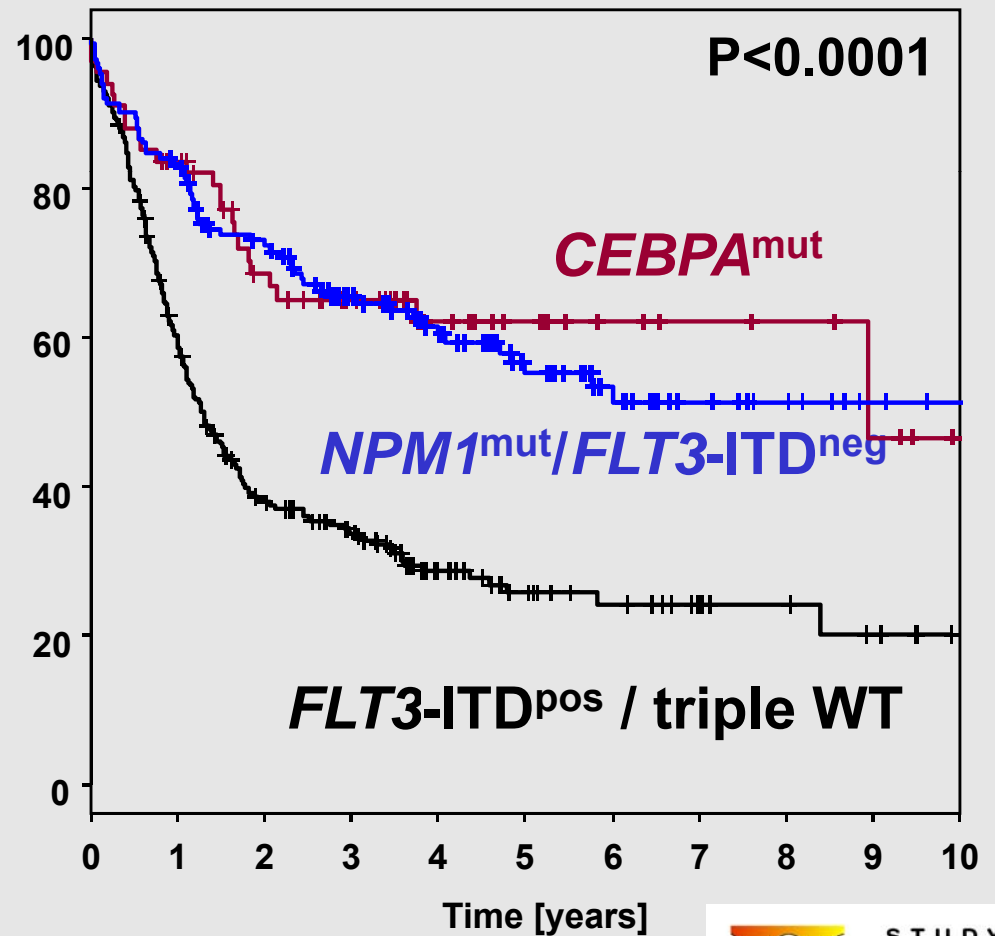 P<0.0001
100
80
60
40
20
0
CEBPAmut
NPM1mut/FLT3-ITDneg
FLT3-ITDpos / triple WT
0 1 2 3 4 5 6 7 8 9 10
Time [years]